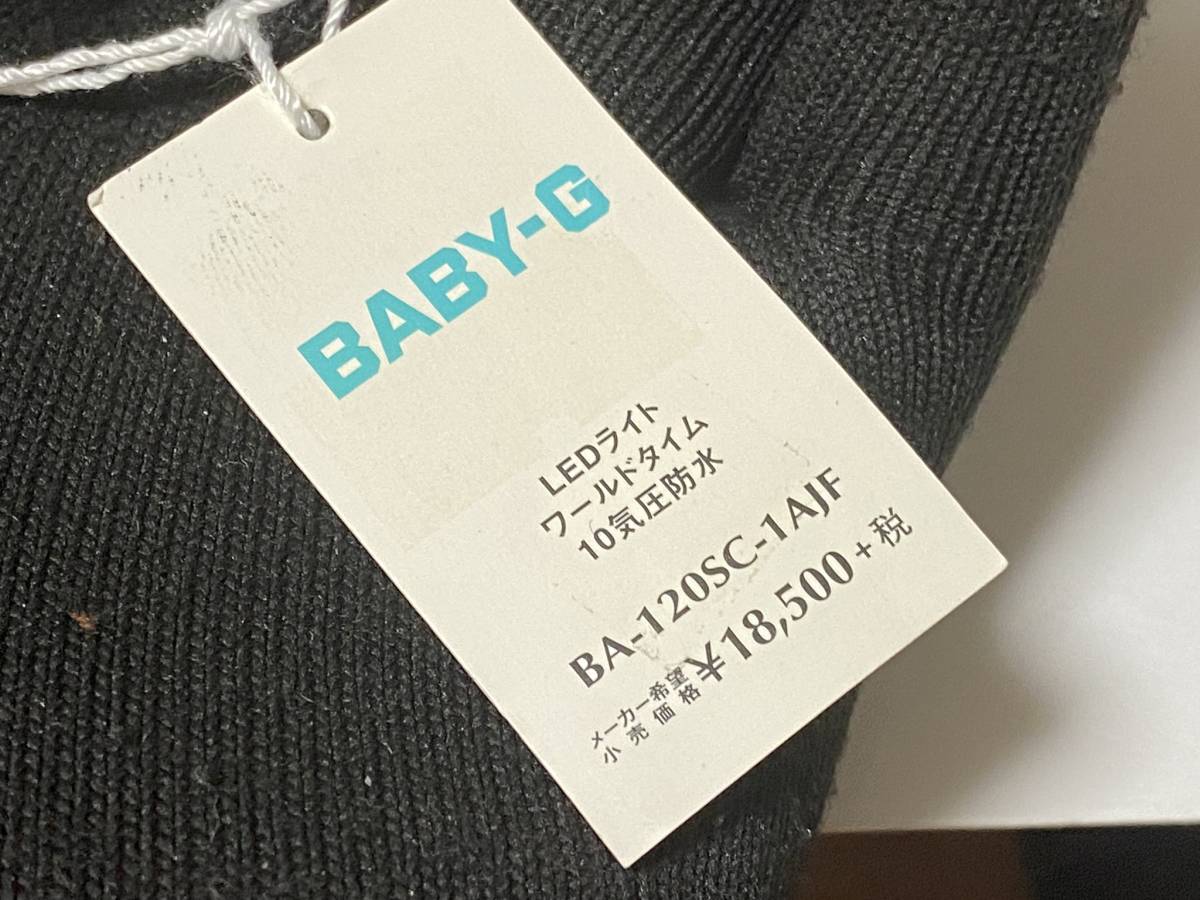 BABY-G
LEDライト
ワールドタイム
10気圧防水
BA-120SC-1AJF
メーカー希望
小売価格
¥18,500+税